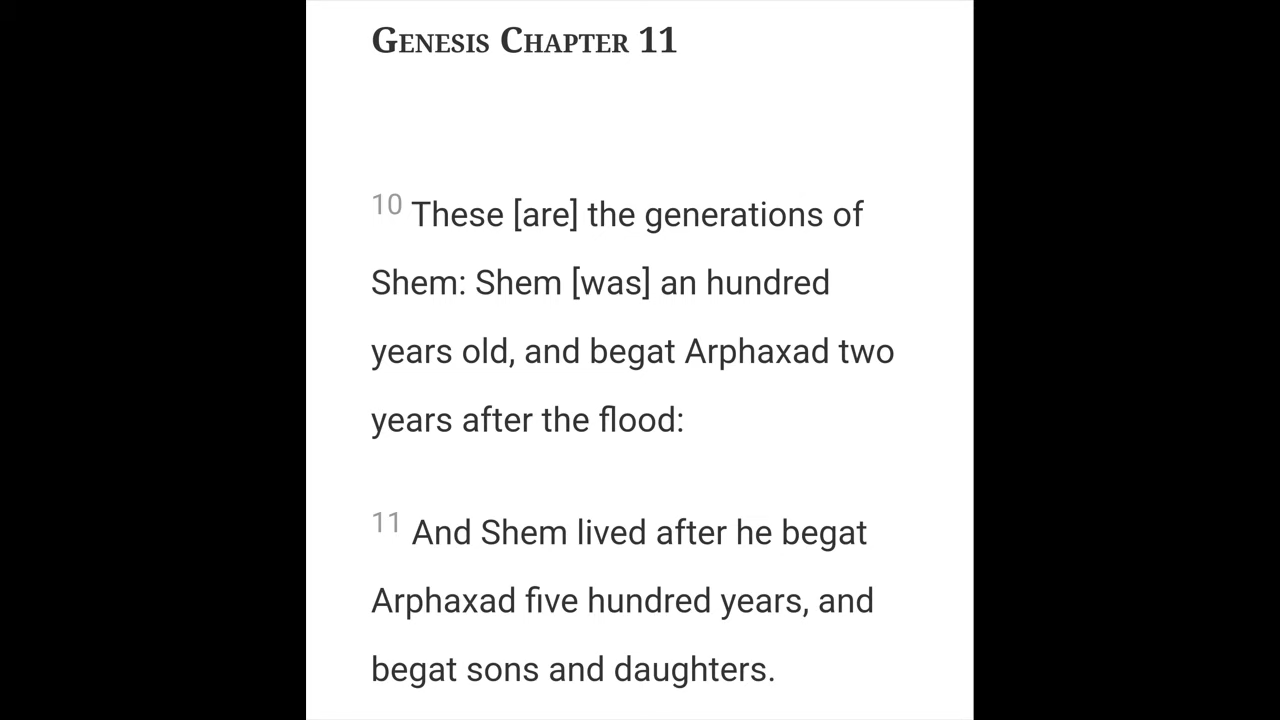 Genesis Chapter 11
10 These [are] the generations of
Shem: Shem [was] an hundred
years old, and begat Arphaxad two
years after the flood:
11 And Shem lived after he begat
Arphaxad five hundred years, and
begat sons and daughters.